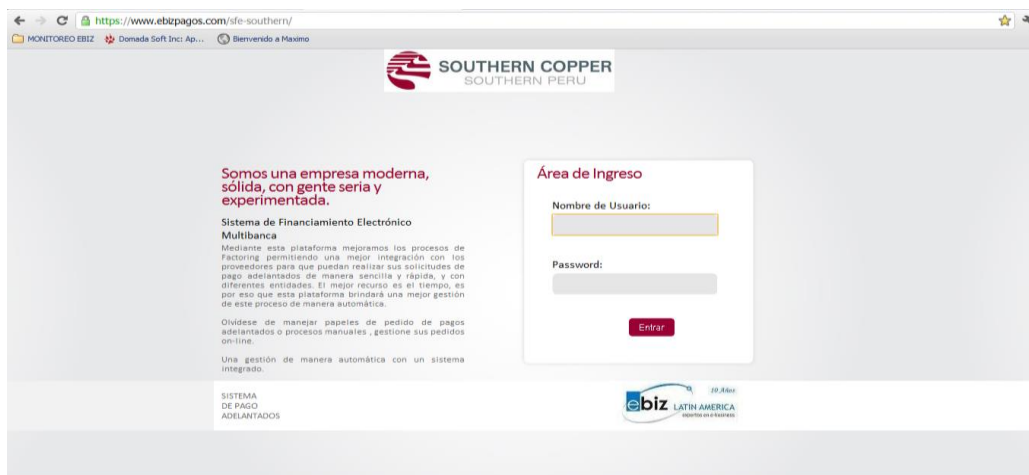 https://www.ebizpagos.com/sfe-southern/
MONITOREO EBIZ Domada Soft Inc: Ap... Bienvenido a Maximo
SOUTHERN COPPER
SOUTHERN PERU
Somos una empresa moderna,
sólida, con gente seria y
experimentada.
Sistema de Financiamiento Electrónico
Multibanca
Mediante esta plataforma mejoramos los procesos de
Factoring permitiendo una mejor integración con los
proveedores para que puedan realizar sus solicitudes de
pago adelantados de manera sencilla y rápida, y con
diferentes entidades. El mejor recurso es el tiempo, es
por eso que esta plataforma brindará una mejor gestión
de este proceso de manera automática.
Olvídese de manejar papeles de pedido de pagos
adelantados o procesos manuales , gestione sus pedidos
on-line.
Una gestión de manera automática con un sistema
integrado.
Área de Ingreso
Nombre de Usuario:
Password:
Entrar
SISTEMA
DE PAGO
ADELANTADOS
10 Años
ebiz LATIN AMERICA
expertos en e-business